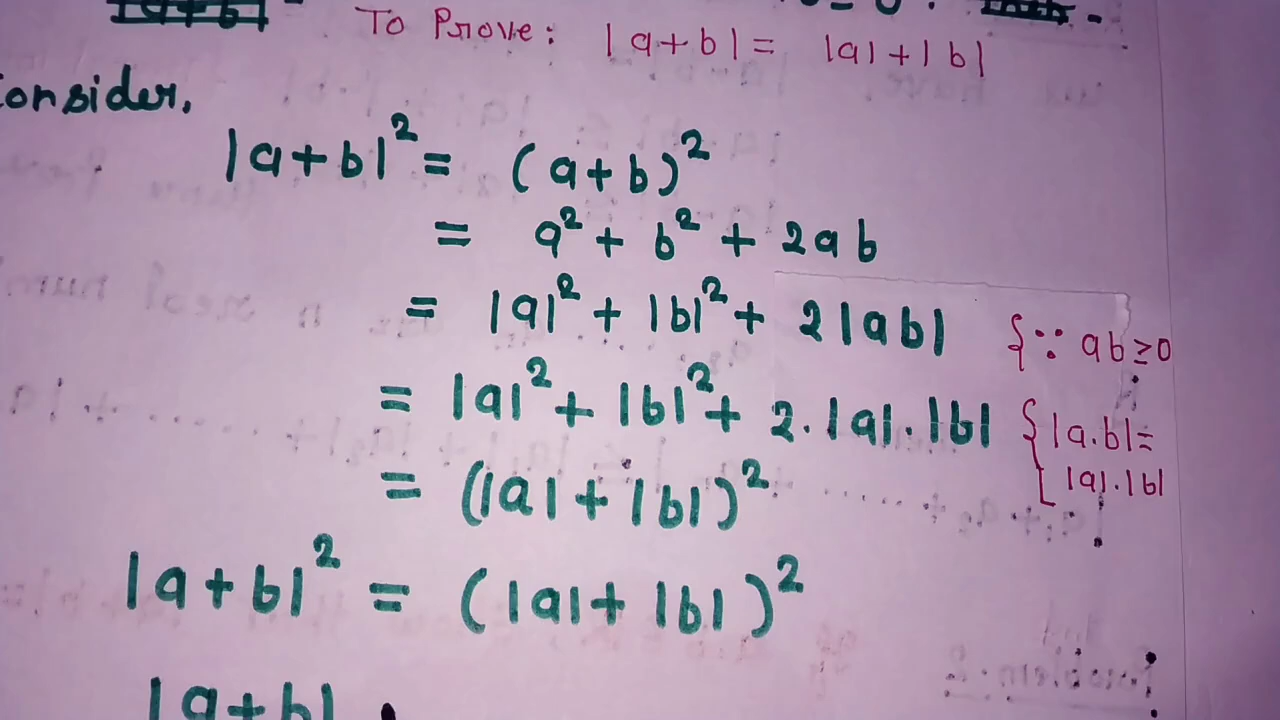 To Prove: |a+b| = |a|+|b|
onsider,
|a+b|² = (a+b)²
= a² + b² + 2ab
= |a|² + |b|² + 2|ab| {∵ ab≥0
= |a|² + |b|² + 2.|a|.|b| {|a.b|=
|a|.|b|
= (|a| + |b|)²
|a+b|² = (|a|+|b|)²
|a+b|